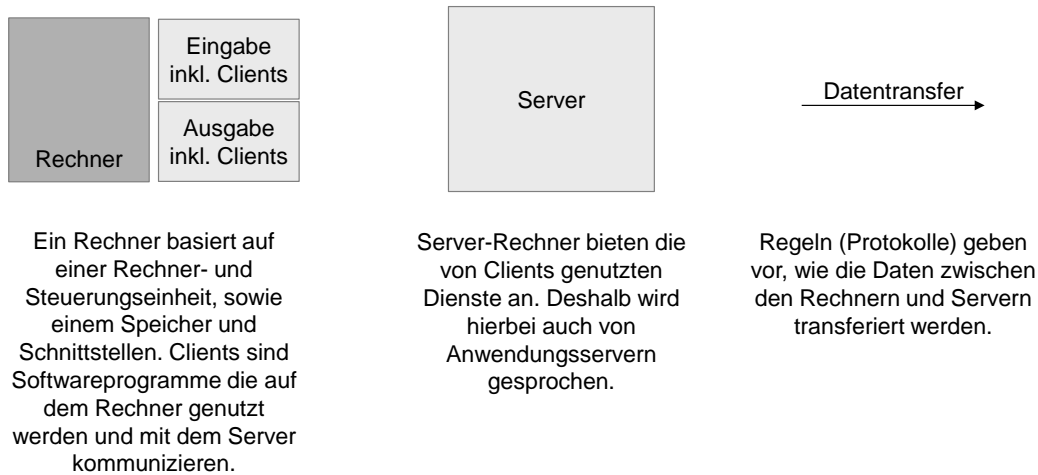 Rechner
Eingabe
inkl. Clients
Ausgabe
inkl. Clients
Server
Datentransfer
Ein Rechner basiert auf
einer Rechner- und
Steuerungseinheit, sowie
einem Speicher und
Schnittstellen. Clients sind
Softwareprogramme die auf
dem Rechner genutzt
werden und mit dem Server
kommunizieren.
Server-Rechner bieten die
von Clients genutzten
Dienste an. Deshalb wird
hierbei auch von
Anwendungsservern
gesprochen.
Regeln (Protokolle) geben
vor, wie die Daten zwischen
den Rechnern und Servern
transferiert werden.